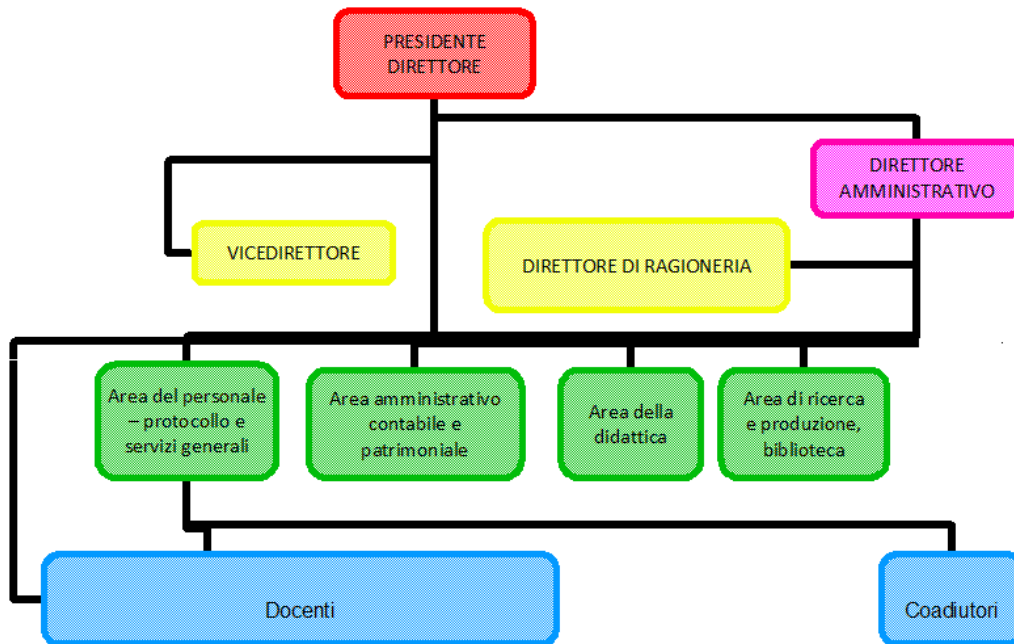 PRESIDENTE
DIRETTORE
DIRETTORE
AMMINISTRATIVO
VICEDIRETTORE
DIRETTORE DI RAGIONERIA
Area del personale
– protocollo e
servizi generali
Area amministrativo
contabile e
patrimoniale
Area della
didattica
Area di ricerca
e produzione,
biblioteca
Docenti
Coadiutori